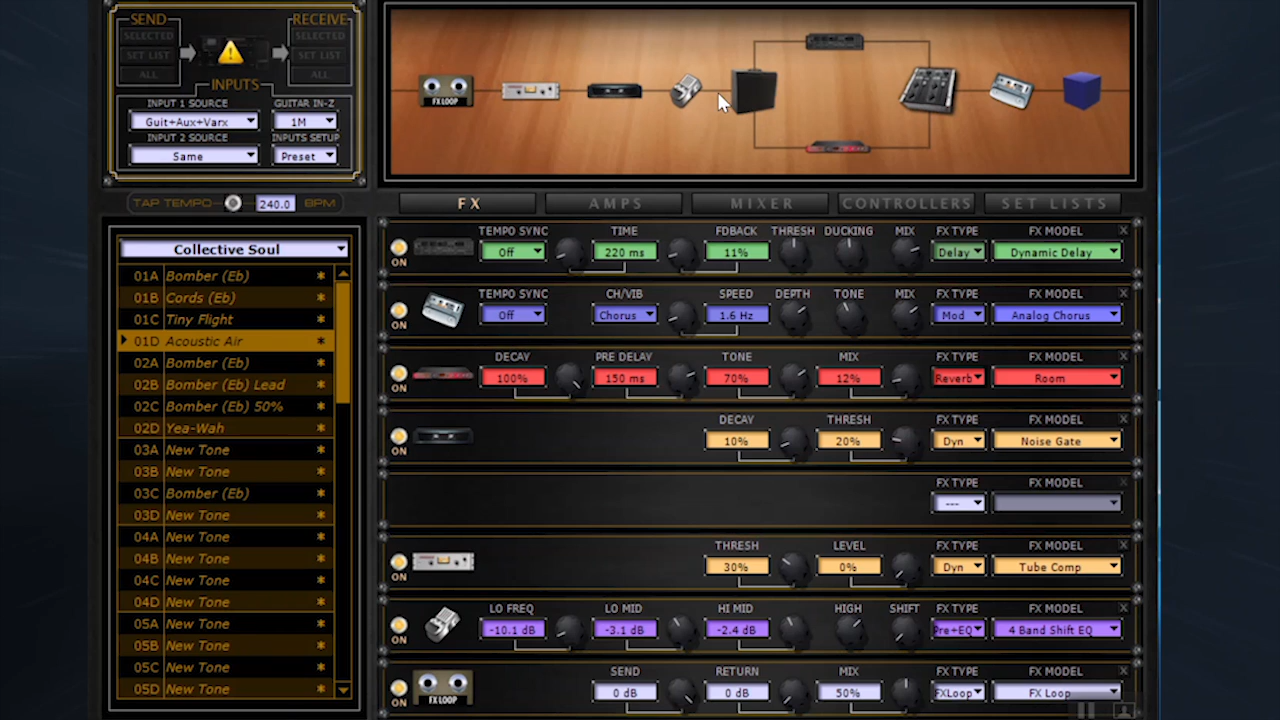 SEND
RECEIVE
SELECTED
SELECTED
SET LIST
SET LIST
ALL
ALL
INPUTS
INPUT 1 SOURCE
GUITAR IN-Z
Guit+Aux+Varx
1M
INPUT 2 SOURCE
INPUTS SETUP
Same
Preset
TAP TEMPO
240.0
BPM
FX LOOP
FX
AMPS
MIXER
CONTROLLERS
SET LISTS
Collective Soul
01A Bomber (Eb) *
01B Cords (Eb) *
01C Tiny Flight *
01D Acoustic Air *
02A Bomber (Eb) *
02B Bomber (Eb) Lead *
02C Bomber (Eb) 50% *
02D Yea-Wah *
03A New Tone *
03B New Tone *
03C Bomber (Eb) *
03D New Tone *
04A New Tone *
04B New Tone *
04C New Tone *
04D New Tone *
05A New Tone *
05B New Tone *
05C New Tone *
05D New Tone *
TEMPO SYNC TIME FDBACK THRESH DUCKING MIX FX TYPE FX MODEL
ON Off 220 ms 11% Delay Dynamic Delay
TEMPO SYNC CH/VIB SPEED DEPTH TONE MIX FX TYPE FX MODEL
ON Off Chorus 1.6 Hz Mod Analog Chorus
DECAY PRE DELAY TONE MIX FX TYPE FX MODEL
ON 100% 150 ms 70% 12% Reverb Room
DECAY THRESH FX TYPE FX MODEL
ON 10% 20% Dyn Noise Gate
FX TYPE FX MODEL
---
THRESH LEVEL FX TYPE FX MODEL
ON 30% 0% Dyn Tube Comp
LO FREQ LO MID HI MID HIGH SHIFT FX TYPE FX MODEL
ON -10.1 dB -3.1 dB -2.4 dB Pre+EQ 4 Band Shift EQ
SEND RETURN MIX FX TYPE FX MODEL
ON FX LOOP 0 dB 0 dB 50% FXLoop FX Loop